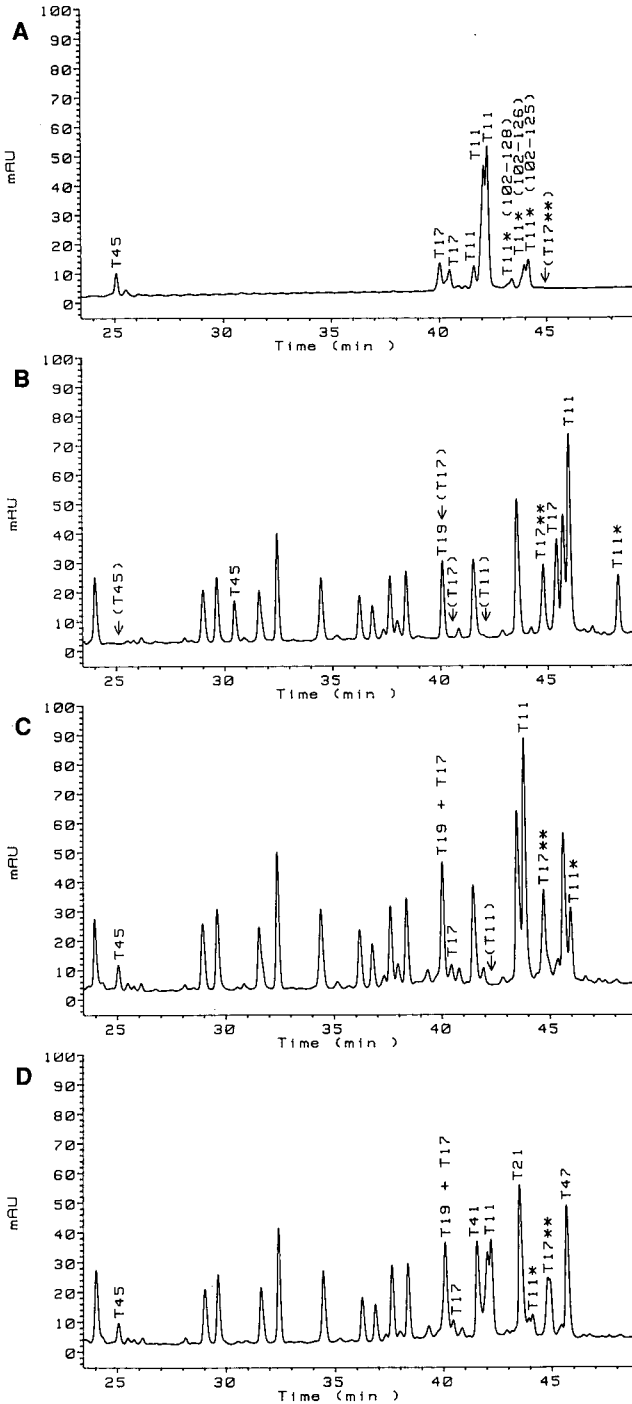 A
100
90
80
70
60
50
40
30
20
10
0
mAU
T45
T17
T17
T11
T11
T11
T11* (102-128)
T11* (102-126)
T11* (102-125)
(T17**)
25
30
35
40
45
Time (min )
B
100
90
80
70
60
50
40
30
20
10
0
mAU
(T45)
T45
T19
(T17)
(T17)
(T11)
T17**
T17
T11
T11*
25
30
35
40
45
Time (min )
C
100
90
80
70
60
50
40
30
20
10
0
mAU
T45
T19 + T17
T17
(T11)
T11
T17**
T11*
25
30
35
40
45
Time (min )
D
100
90
80
70
60
50
40
30
20
10
0
mAU
T45
T19 + T17
T17
T41
T11
T21
T11*
T17**
T47
25
30
35
40
45
Time (min )